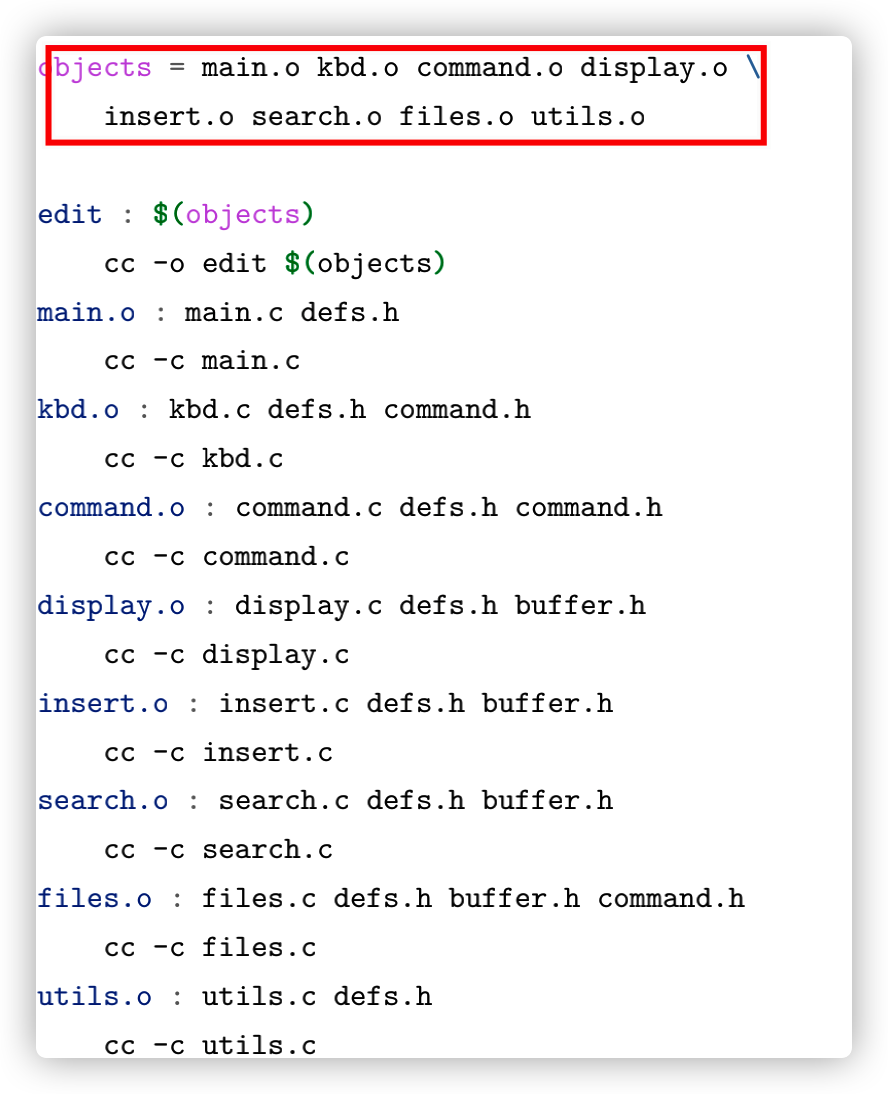 objects = main.o kbd.o command.o display.o \
    insert.o search.o files.o utils.o

edit : $(objects)
    cc -o edit $(objects)
main.o : main.c defs.h
    cc -c main.c
kbd.o : kbd.c defs.h command.h
    cc -c kbd.c
command.o : command.c defs.h command.h
    cc -c command.c
display.o : display.c defs.h buffer.h
    cc -c display.c
insert.o : insert.c defs.h buffer.h
    cc -c insert.c
search.o : search.c defs.h buffer.h
    cc -c search.c
files.o : files.c defs.h buffer.h command.h
    cc -c files.c
utils.o : utils.c defs.h
    cc -c utils.c